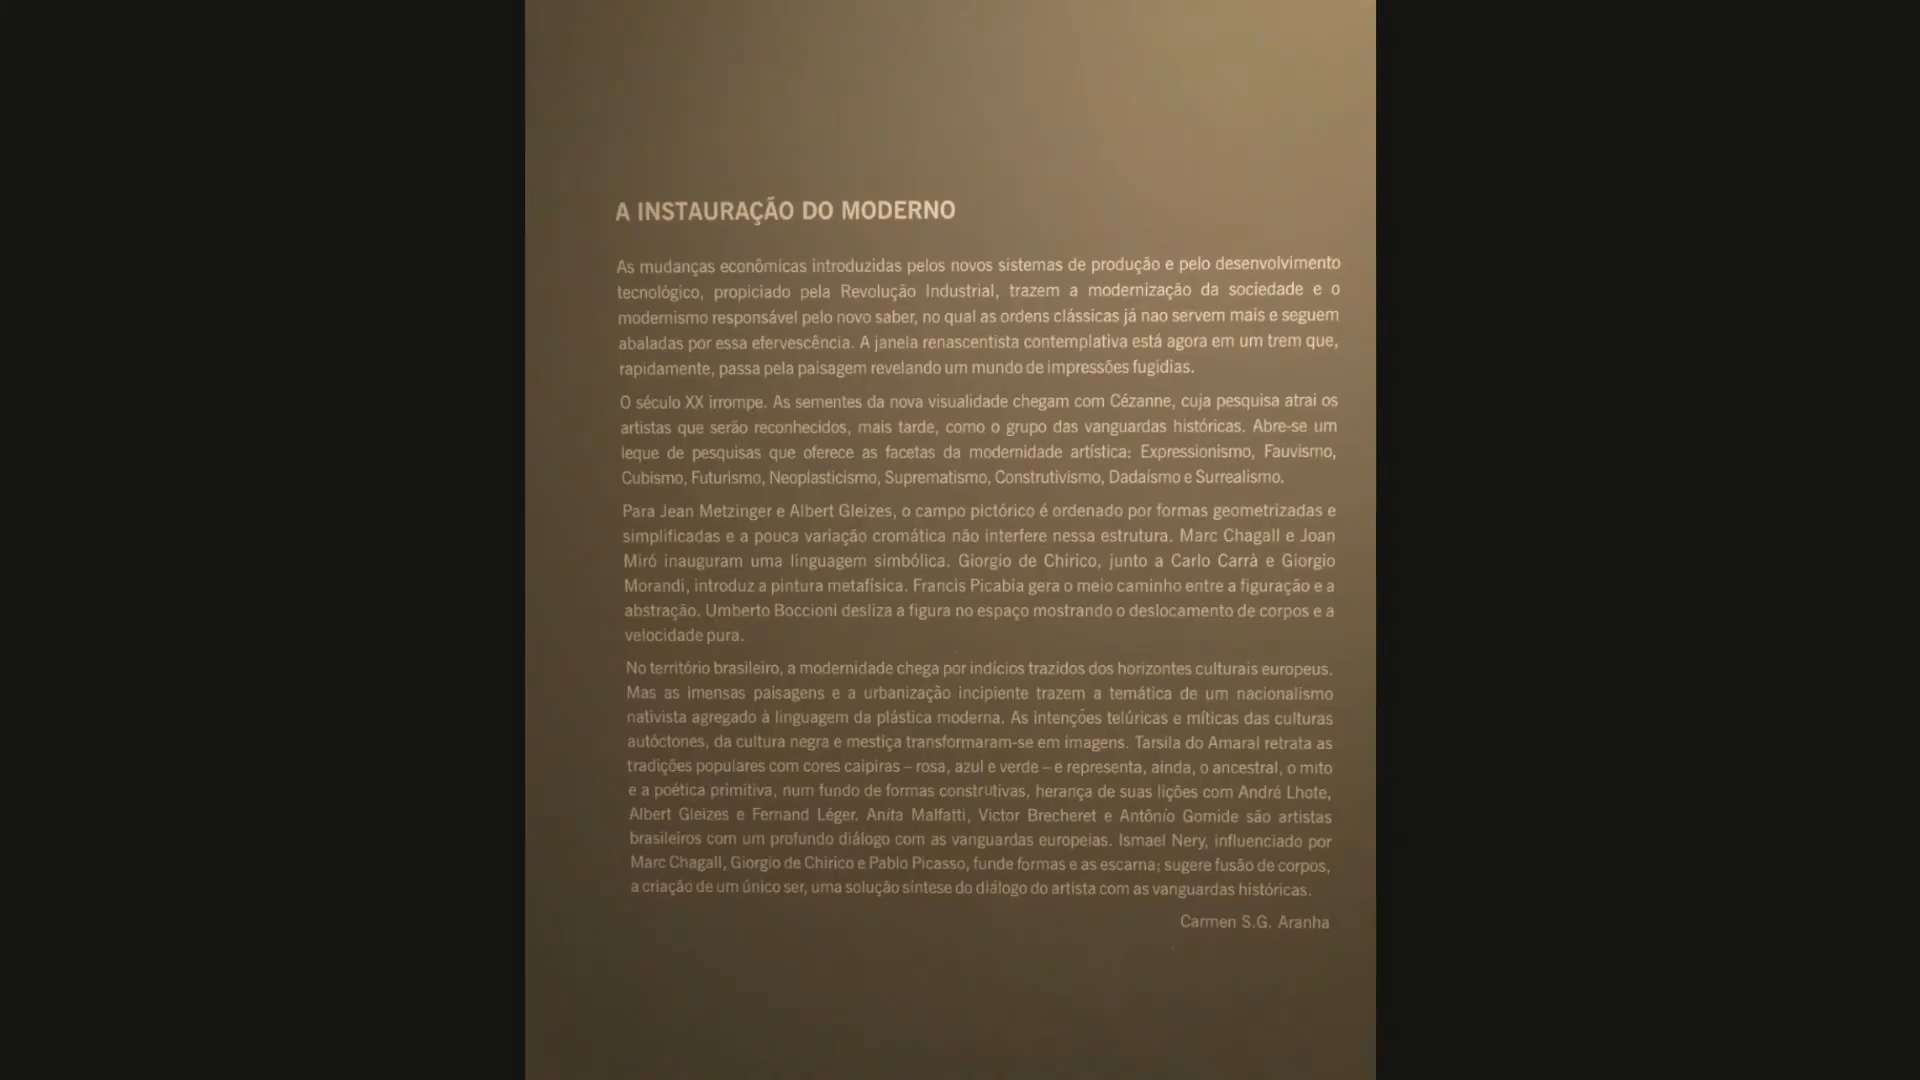 A INSTAURAÇÃO DO MODERNO
As mudanças econômicas introduzidas pelos novos sistemas de produção e pelo desenvolvimento
tecnológico, propiciado pela Revolução Industrial, trazem a modernização da sociedade e o
modernismo responsável pelo novo saber, no qual as ordens clássicas já nao servem mais e seguem
abaladas por essa efervescência. A janela renascentista contemplativa está agora em um trem que,
rapidamente, passa pela paisagem revelando um mundo de impressões fugidias.
O século XX irrompe. As sementes da nova visualidade chegam com Cézanne, cuja pesquisa atrai os
artistas que serão reconhecidos, mais tarde, como o grupo das vanguardas históricas. Abre-se um
leque de pesquisas que oferece as facetas da modernidade artística: Expressionismo, Fauvismo,
Cubismo, Futurismo, Neoplasticismo, Suprematismo, Construtivismo, Dadaísmo e Surrealismo.
Para Jean Metzinger e Albert Gleizes, o campo pictórico é ordenado por formas geometrizadas e
simplificadas e a pouca variação cromática não interfere nessa estrutura. Marc Chagall e Joan
Miró inauguram uma linguagem simbólica. Giorgio de Chirico, junto a Carlo Carrà e Giorgio
Morandi, introduz a pintura metafísica. Francis Picabia gera o meio caminho entre a figuração e a
abstração. Umberto Boccioni desliza a figura no espaço mostrando o deslocamento de corpos e a
velocidade pura.
No território brasileiro, a modernidade chega por indícios trazidos dos horizontes culturais europeus.
Mas as imensas paisagens e a urbanização incipiente trazem a temática de um nacionalismo
nativista agregado à linguagem da plástica moderna. As intenções telúricas e míticas das culturas
autóctones, da cultura negra e mestiça transformaram-se em imagens. Tarsila do Amaral retrata as
tradições populares com cores caipiras – rosa, azul e verde – e representa, ainda, o ancestral, o mito
e a poética primitiva, num fundo de formas construtivas, herança de suas lições com André Lhote,
Albert Gleizes e Fernand Léger. Anita Malfatti, Victor Brecheret e Antônio Gomide são artistas
brasileiros com um profundo diálogo com as vanguardas europeias. Ismael Nery, influenciado por
Marc Chagall, Giorgio de Chirico e Pablo Picasso, funde formas e as escarna; sugere fusão de corpos,
a criação de um único ser, uma solução síntese do diálogo do artista com as vanguardas históricas.
Carmen S.G. Aranha